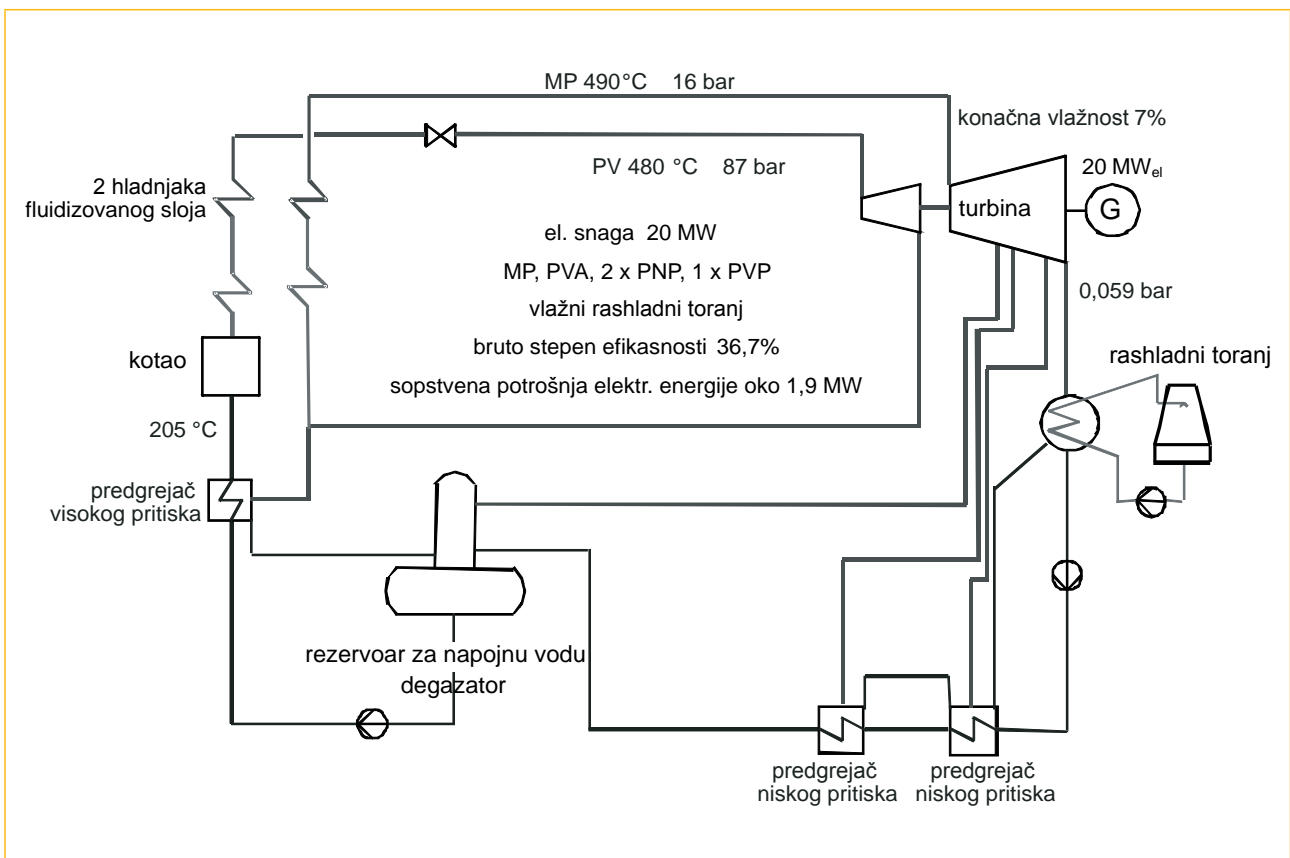 MP 490°C 16 bar
konačna vlažnost 7%
PV 480 °C 87 bar
20 MWel
2 hladnjaka
fluidizovanog sloja
turbina
G
el. snaga 20 MW
MP, PVA, 2 x PNP, 1 x PVP
vlažni rashladni toranj
bruto stepen efikasnosti 36,7%
sopstvena potrošnja elektr. energije oko 1,9 MW
0,059 bar
rashladni toranj
kotao
205 °C
predgrejač
visokog pritiska
rezervoar za napojnu vodu
degazator
predgrejač
niskog pritiska
predgrejač
niskog pritiska